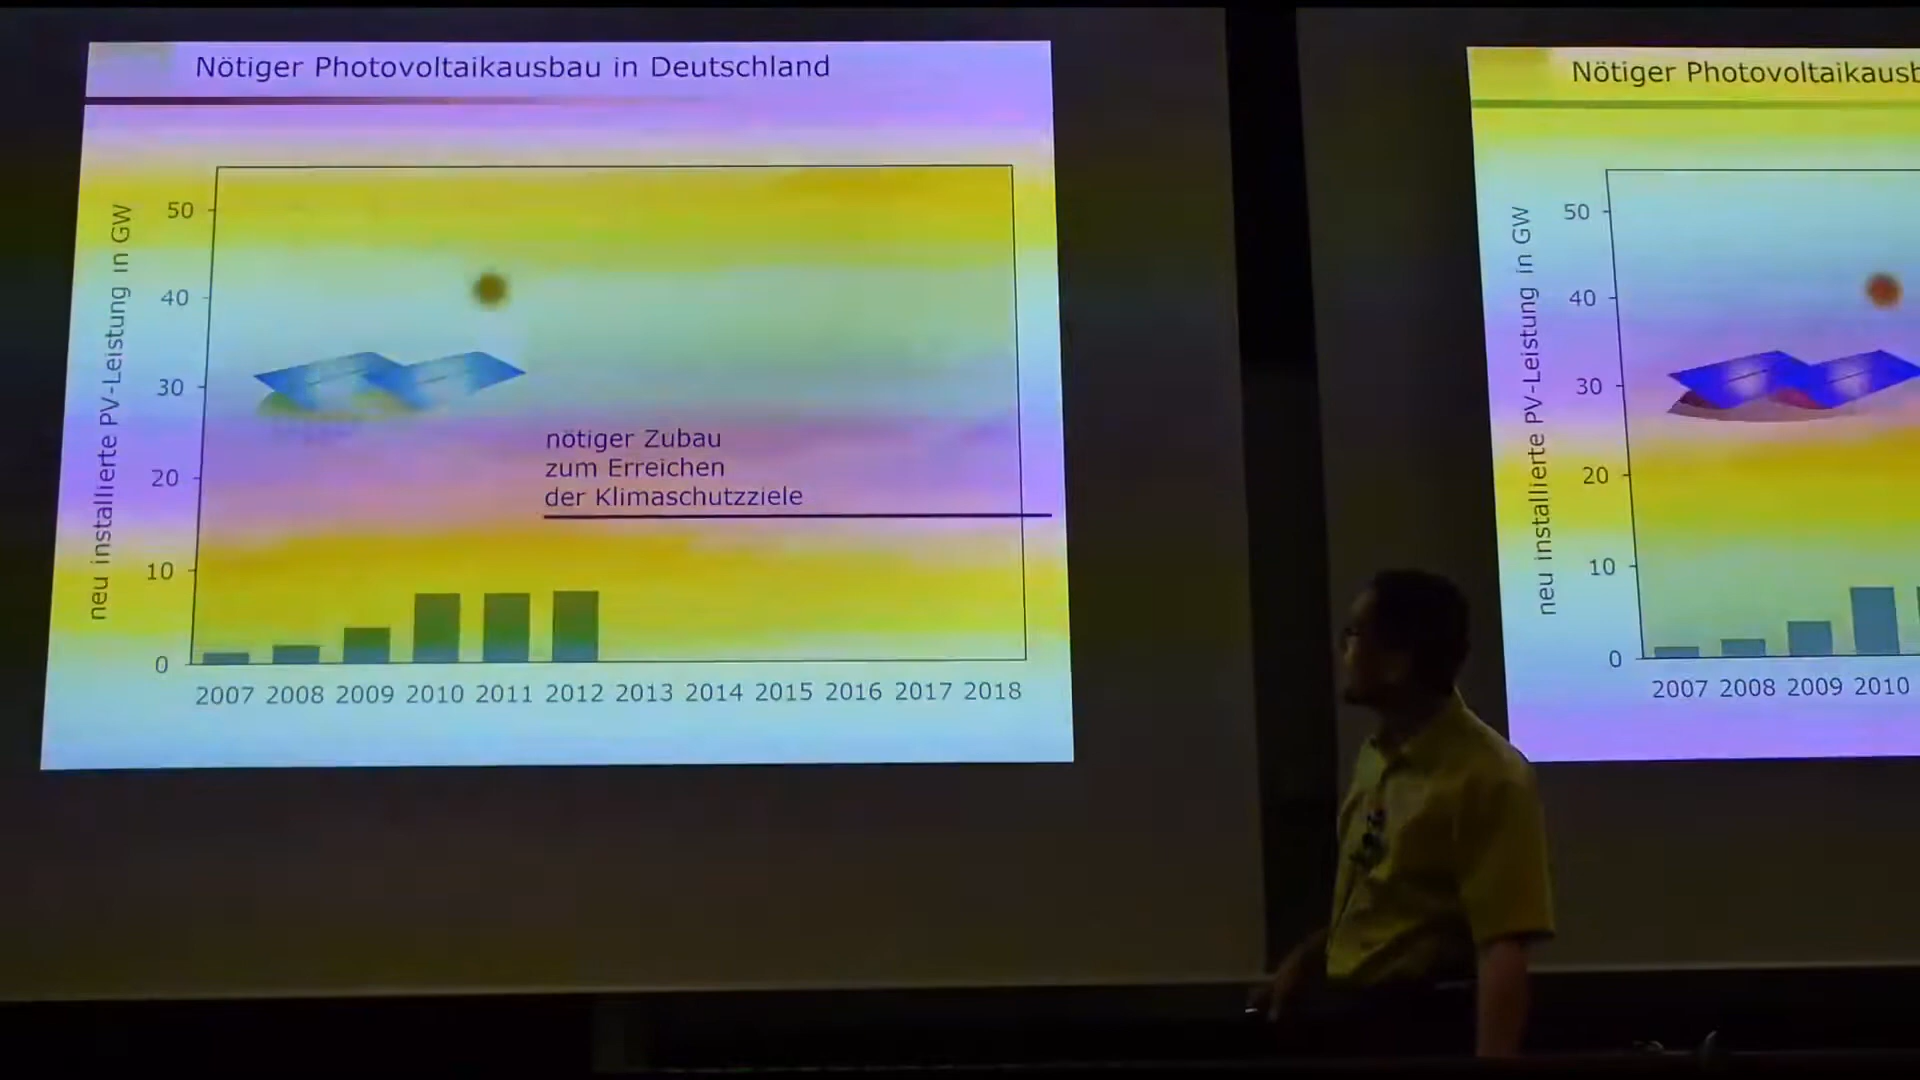 Nötiger Photovoltaikausbau in Deutschland
neu installierte PV-Leistung in GW
50
40
30
20
10
0
nötiger Zubau
zum Erreichen
der Klimaschutzziele
2007 2008 2009 2010 2011 2012 2013 2014 2015 2016 2017 2018
Nötiger Photovoltaikausb
neu installierte PV-Leistung in GW
50
40
30
20
10
0
2007 2008 2009 2010